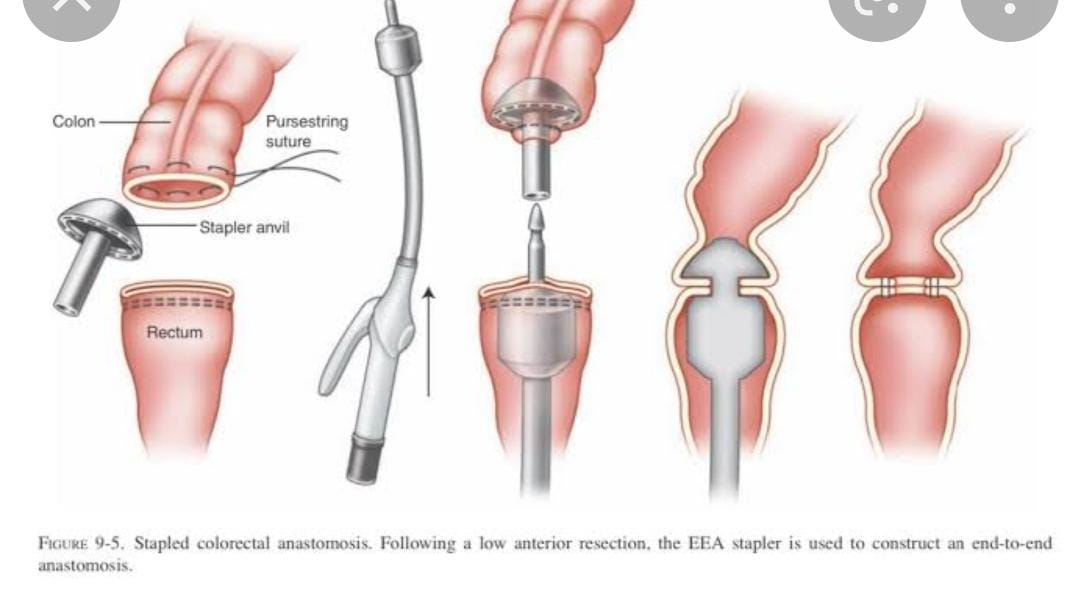 Colon
Pursestring
suture
Stapler anvil
Rectum
FIGURE 9-5. Stapled colorectal anastomosis. Following a low anterior resection, the EEA stapler is used to construct an end-to-end
anastomosis.